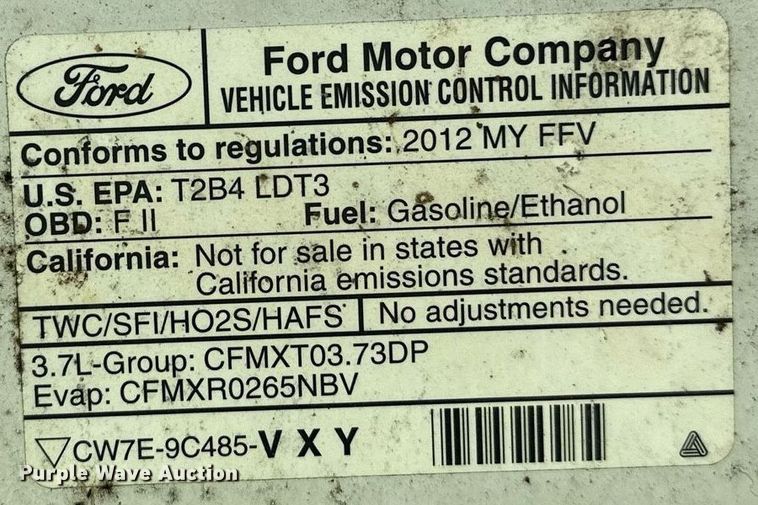 Ford
Ford Motor Company
VEHICLE EMISSION CONTROL INFORMATION
Conforms to regulations: 2012 MY FFV
U.S. EPA: T2B4 LDT3
OBD: F II Fuel: Gasoline/Ethanol
California: Not for sale in states with
California emissions standards.
TWC/SFI/HO2S/HAFS No adjustments needed.
3.7L-Group: CFMXT03.73DP
Evap: CFMXR0265NBV
CW7E-9C485-V X Y
Purple Wave Auction